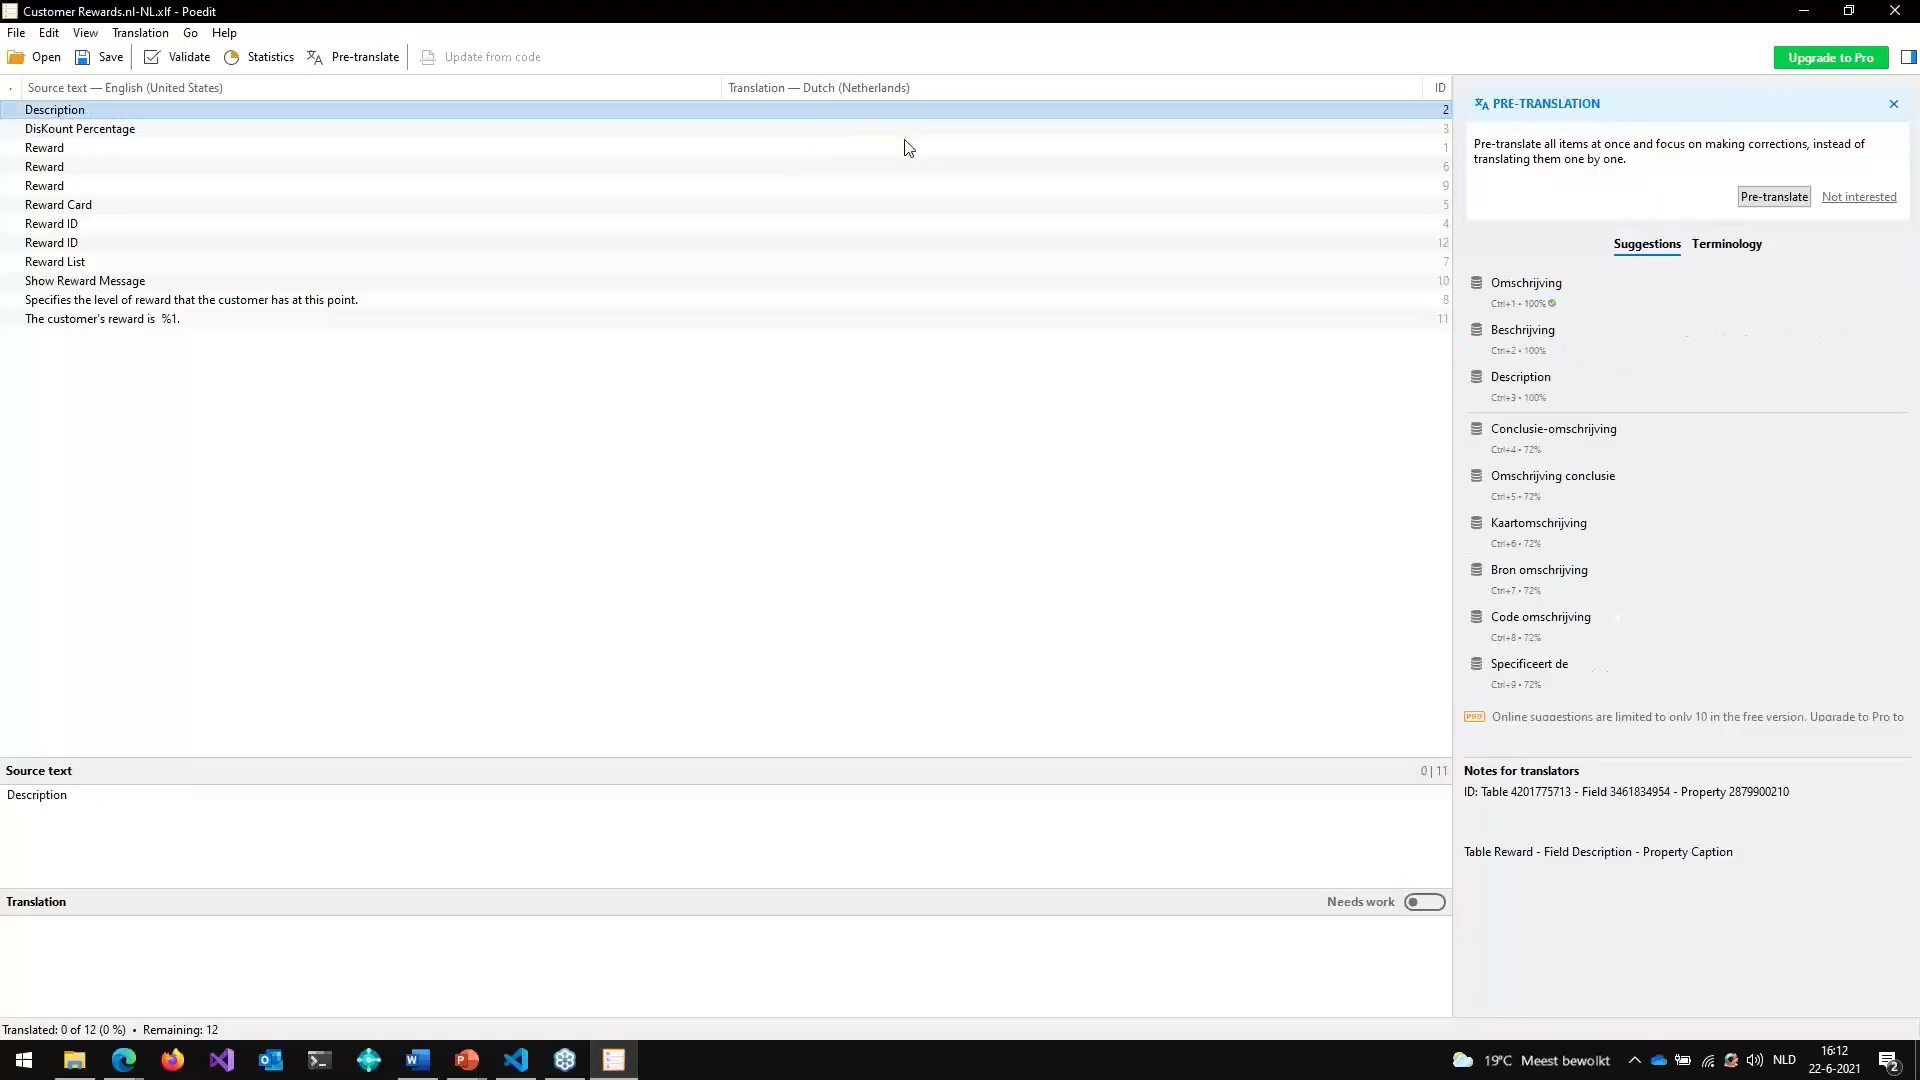 Customer Rewards.nl-NL.xlf - Poedit
File Edit View Translation Go Help
Open Save Validate Statistics Pre-translate Update from code Upgrade to Pro
Source text — English (United States) Translation — Dutch (Netherlands) ID
Description 2
DisKount Percentage 3
Reward 1
Reward 6
Reward 9
Reward Card 5
Reward ID 4
Reward ID 12
Reward List 7
Show Reward Message 10
Specifies the level of reward that the customer has at this point. 8
The customer's reward is  %1. 11
PRE-TRANSLATION
Pre-translate all items at once and focus on making corrections, instead of
translating them one by one.
Pre-translate Not interested
Suggestions Terminology
Omschrijving
Ctrl+1 • 100%
Beschrijving
Ctrl+2 • 100%
Description
Ctrl+3 • 100%
Conclusie-omschrijving
Ctrl+4 • 72%
Omschrijving conclusie
Ctrl+5 • 72%
Kaartomschrijving
Ctrl+6 • 72%
Bron omschrijving
Ctrl+7 • 72%
Code omschrijving
Ctrl+8 • 72%
Specificeert de
Ctrl+9 • 72%
PRO Online suggestions are limited to only 10 in the free version. Upgrade to Pro to
Source text 0 | 11
Description
Notes for translators
ID: Table 4201775713 - Field 3461834954 - Property 2879900210
Table Reward - Field Description - Property Caption
Translation Needs work
Translated: 0 of 12 (0 %) • Remaining: 12
19°C Meest bewolkt NLD 16:12
22-6-2021 2